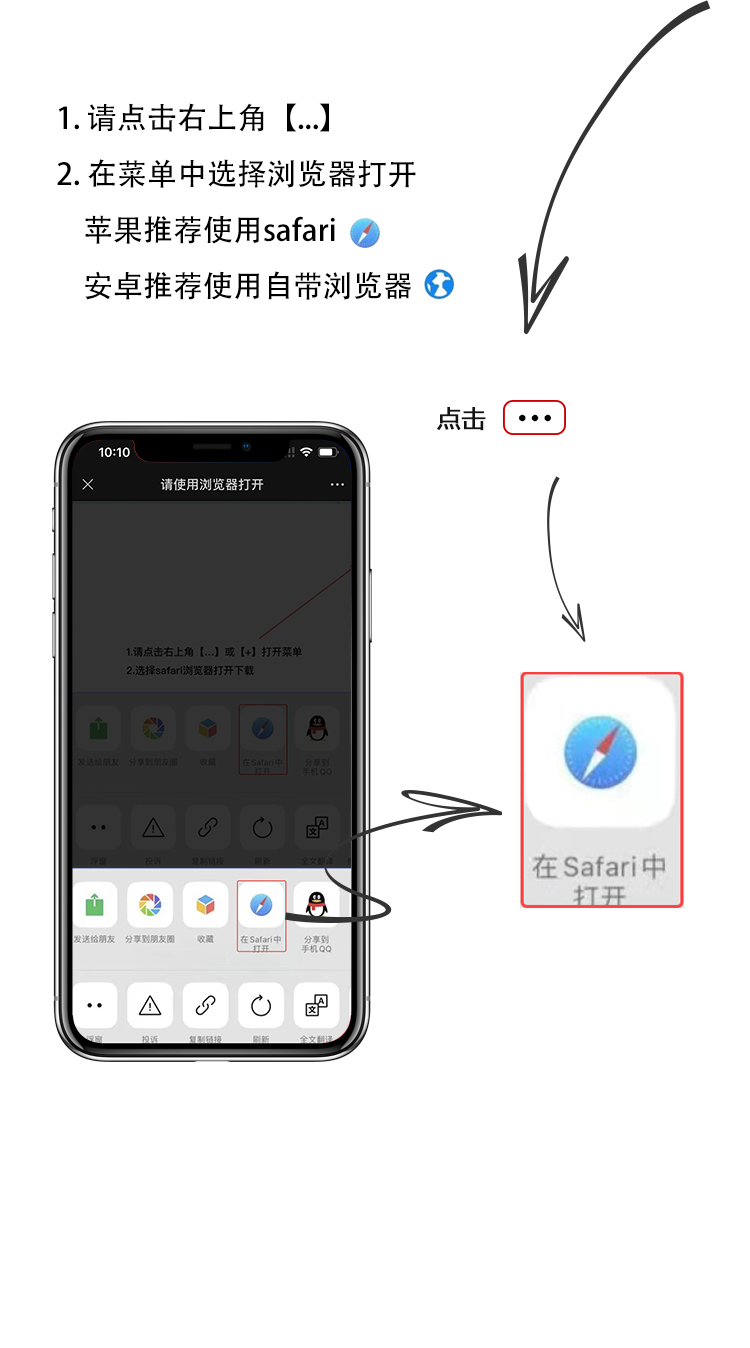 1. 请点击右上角【...】
2. 在菜单中选择浏览器打开
苹果推荐使用safari
安卓推荐使用自带浏览器
点击 •••
10:10
请使用浏览器打开
1.请点击右上角【...】或【+】打开菜单
2.选择safari浏览器打开下载
发送给朋友 分享到朋友圈 收藏 在Safari中打开 分享到手机QQ
浮窗 投诉 复制链接 刷新 全文翻译
在Safari中
打开
发送给朋友 分享到朋友圈 收藏 在Safari中打开 分享到手机QQ
浮窗 投诉 复制链接 刷新 全文翻译